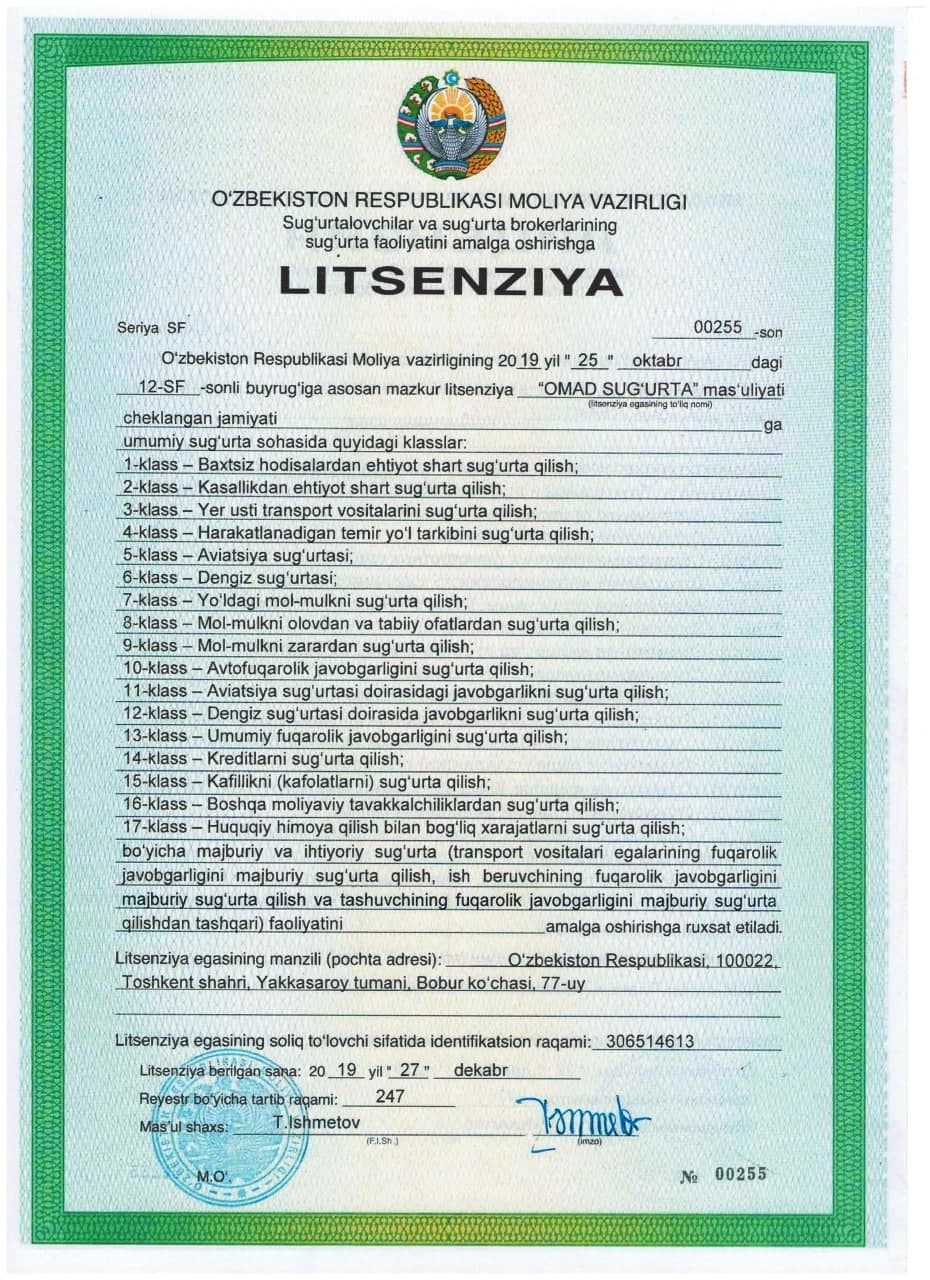 O‘ZBEKISTON RESPUBLIKASI MOLIYA VAZIRLIGI
Sug‘urtalovchilar va sug‘urta brokerlarining
sug‘urta faoliyatini amalga oshirishga
LITSENZIYA
Seriya SF 00255 -son
O‘zbekiston Respublikasi Moliya vazirligining 2019 yil " 25 " oktabr dagi
12-SF -sonli buyrug‘iga asosan mazkur litsenziya “OMAD SUG‘URTA” mas‘uliyati
(litsenziya egasining to‘liq nomi)
cheklangan jamiyati ga
umumiy sug‘urta sohasida quyidagi klasslar:
1-klass – Baxtsiz hodisalardan ehtiyot shart sug‘urta qilish;
2-klass – Kasallikdan ehtiyot shart sug‘urta qilish;
3-klass – Yer usti transport vositalarini sug‘urta qilish;
4-klass – Harakatlanadigan temir yo‘l tarkibini sug‘urta qilish;
5-klass – Aviatsiya sug‘urtasi;
6-klass – Dengiz sug‘urtasi;
7-klass – Yo‘ldagi mol-mulkni sug‘urta qilish;
8-klass – Mol-mulkni olovdan va tabiiy ofatlardan sug‘urta qilish;
9-klass – Mol-mulkni zarardan sug‘urta qilish;
10-klass – Avtofuqarolik javobgarligini sug‘urta qilish;
11-klass – Aviatsiya sug‘urtasi doirasidagi javobgarlikni sug‘urta qilish;
12-klass – Dengiz sug‘urtasi doirasida javobgarlikni sug‘urta qilish;
13-klass – Umumiy fuqarolik javobgarligini sug‘urta qilish;
14-klass – Kreditlarni sug‘urta qilish;
15-klass – Kafillikni (kafolatlarni) sug‘urta qilish;
16-klass – Boshqa moliyaviy tavakkalchiliklardan sug‘urta qilish;
17-klass – Huquqiy himoya qilish bilan bog‘liq xarajatlarni sug‘urta qilish;
bo‘yicha majburiy va ihtiyoriy sug‘urta (transport vositalari egalarining fuqarolik
javobgarligini majburiy sug‘urta qilish, ish beruvchining fuqarolik javobgarligini
majburiy sug‘urta qilish va tashuvchining fuqarolik javobgarligini majburiy sug‘urta
qilishdan tashqari) faoliyatini amalga oshirishga ruxsat etiladi.
Litsenziya egasining manzili (pochta adresi): O‘zbekiston Respublikasi, 100022,
Toshkent shahri, Yakkasaroy tumani, Bobur ko‘chasi, 77-uy
Litsenziya egasining soliq to‘lovchi sifatida identifikatsion raqami: 306514613
Litsenziya berilgan sana: 20 19 yil " 27 " dekabr
Reyestr bo‘yicha tartib raqami: 247
Mas‘ul shaxs: T.Ishmetov
(F.I.Sh.) (imzo)
M.O‘. № 00255